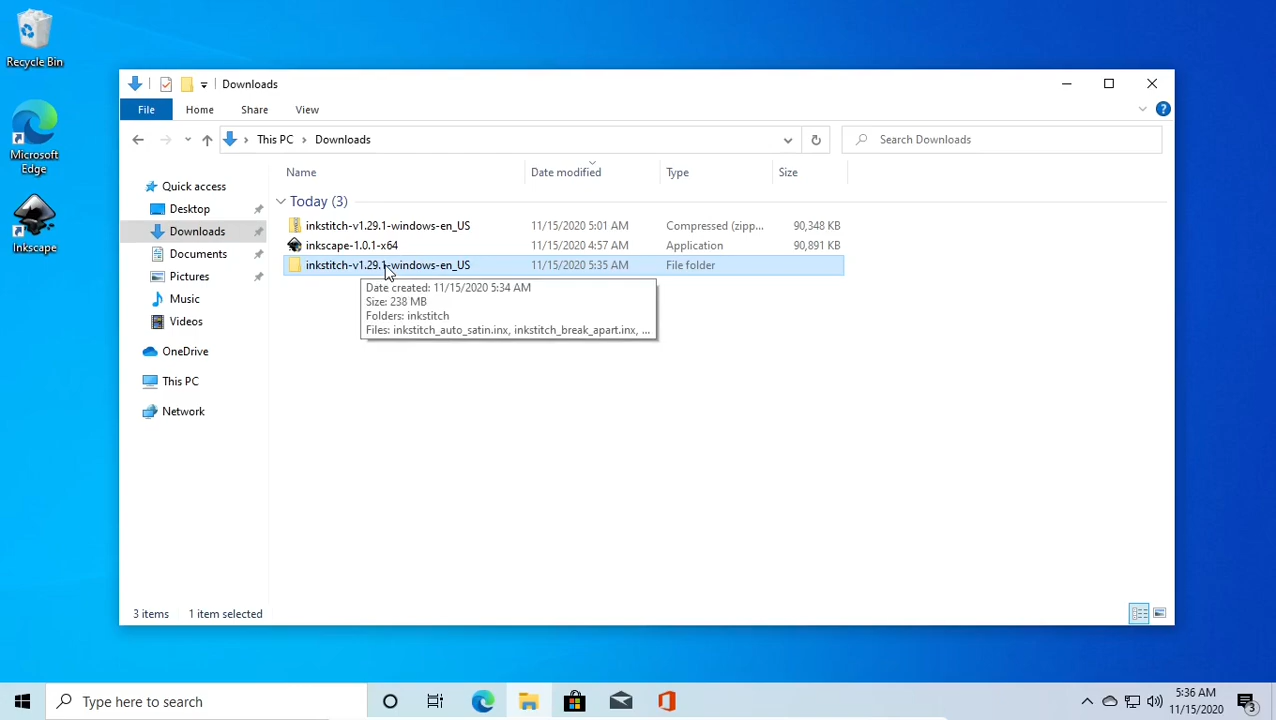 Recycle Bin
Microsoft
Edge
Inkscape
Downloads
File Home Share View
This PC Downloads
Search Downloads
Name Date modified Type Size
Quick access
Desktop
Downloads
Documents
Pictures
Music
Videos
OneDrive
This PC
Network
Today (3)
inkstitch-v1.29.1-windows-en_US 11/15/2020 5:01 AM Compressed (zipp... 90,348 KB
inkscape-1.0.1-x64 11/15/2020 4:57 AM Application 90,891 KB
inkstitch-v1.29.1-windows-en_US 11/15/2020 5:35 AM File folder
Date created: 11/15/2020 5:34 AM
Size: 238 MB
Folders: inkstitch
Files: inkstitch_auto_satin.inx, inkstitch_break_apart.inx, ...
3 items 1 item selected
Type here to search
5:36 AM
11/15/2020
3